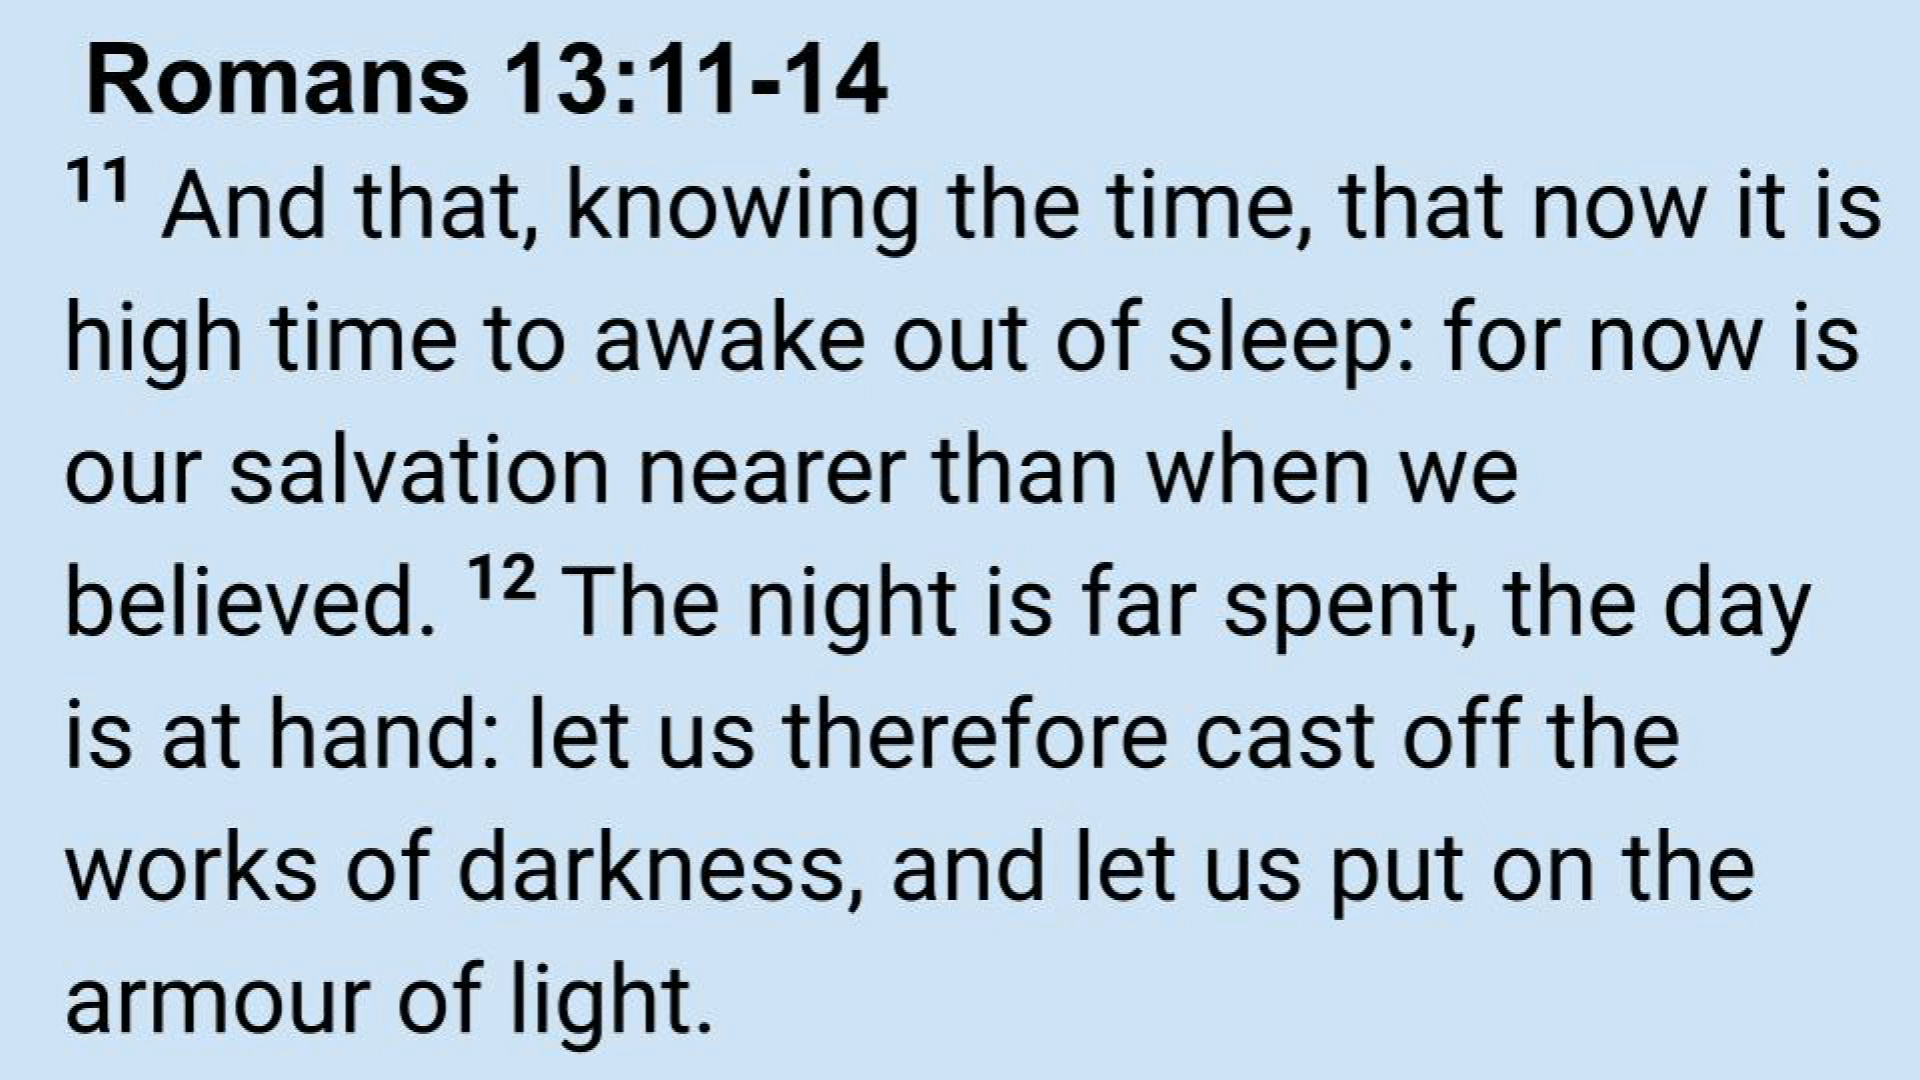 Romans 13:11-14
11 And that, knowing the time, that now it is
high time to awake out of sleep: for now is
our salvation nearer than when we
believed. 12 The night is far spent, the day
is at hand: let us therefore cast off the
works of darkness, and let us put on the
armour of light.